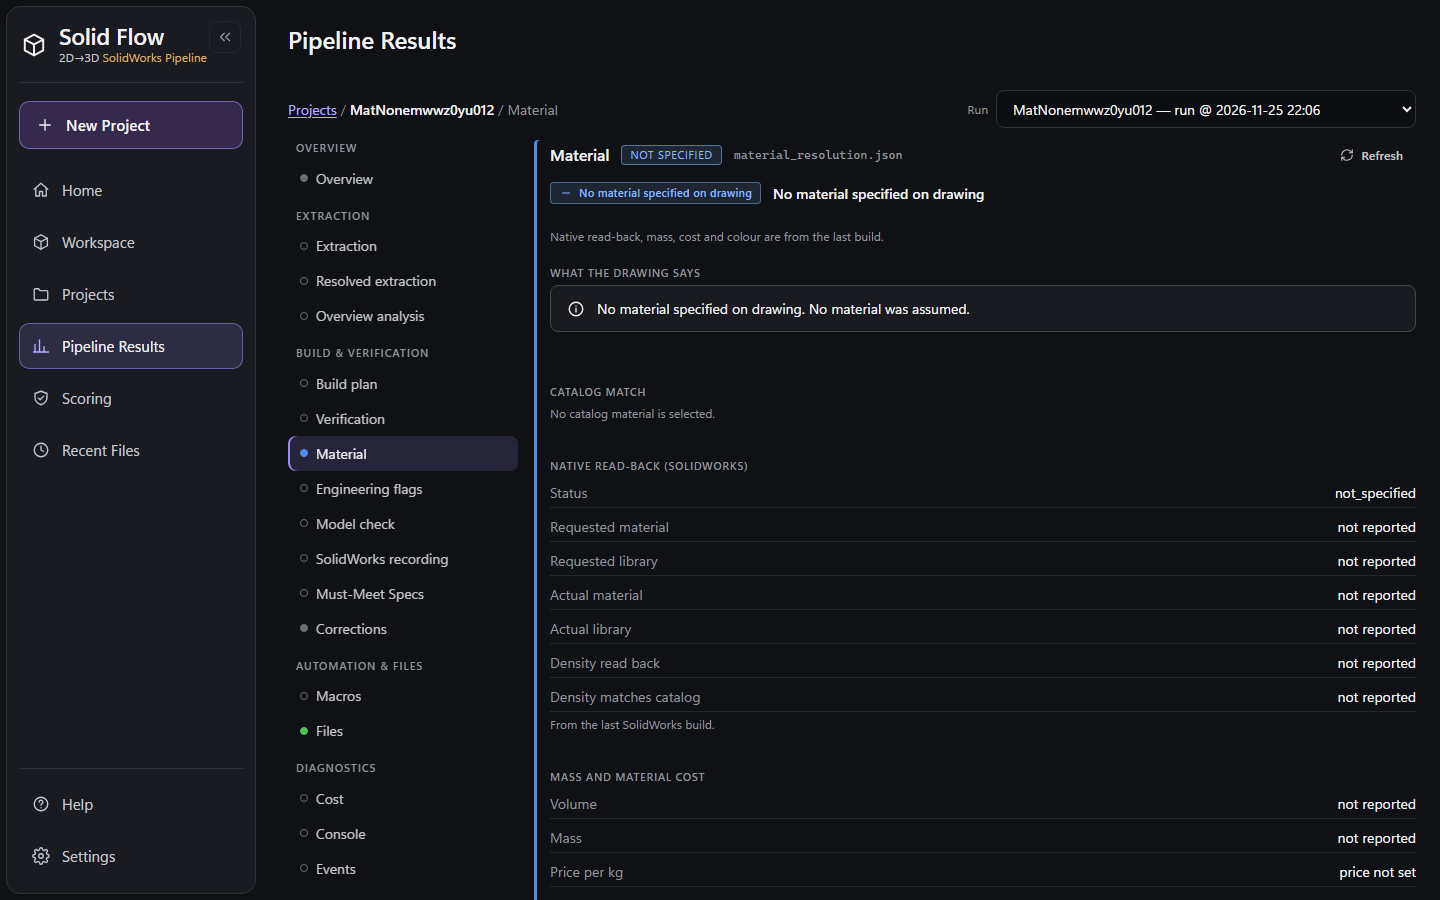 Solid Flow
2D→3D SolidWorks Pipeline
New Project
Home
Workspace
Projects
Pipeline Results
Scoring
Recent Files
Help
Settings
Pipeline Results
Projects / MatNonemwwz0yu012 / Material
Run
MatNonemwwz0yu012 — run @ 2026-11-25 22:06
OVERVIEW
Overview
EXTRACTION
Extraction
Resolved extraction
Overview analysis
BUILD & VERIFICATION
Build plan
Verification
Material
Engineering flags
Model check
SolidWorks recording
Must-Meet Specs
Corrections
AUTOMATION & FILES
Macros
Files
DIAGNOSTICS
Cost
Console
Events
Material NOT SPECIFIED material_resolution.json
Refresh
– No material specified on drawing No material specified on drawing
Native read-back, mass, cost and colour are from the last build.
WHAT THE DRAWING SAYS
No material specified on drawing. No material was assumed.
CATALOG MATCH
No catalog material is selected.
NATIVE READ-BACK (SOLIDWORKS)
Status not_specified
Requested material not reported
Requested library not reported
Actual material not reported
Actual library not reported
Density read back not reported
Density matches catalog not reported
From the last SolidWorks build.
MASS AND MATERIAL COST
Volume not reported
Mass not reported
Price per kg price not set